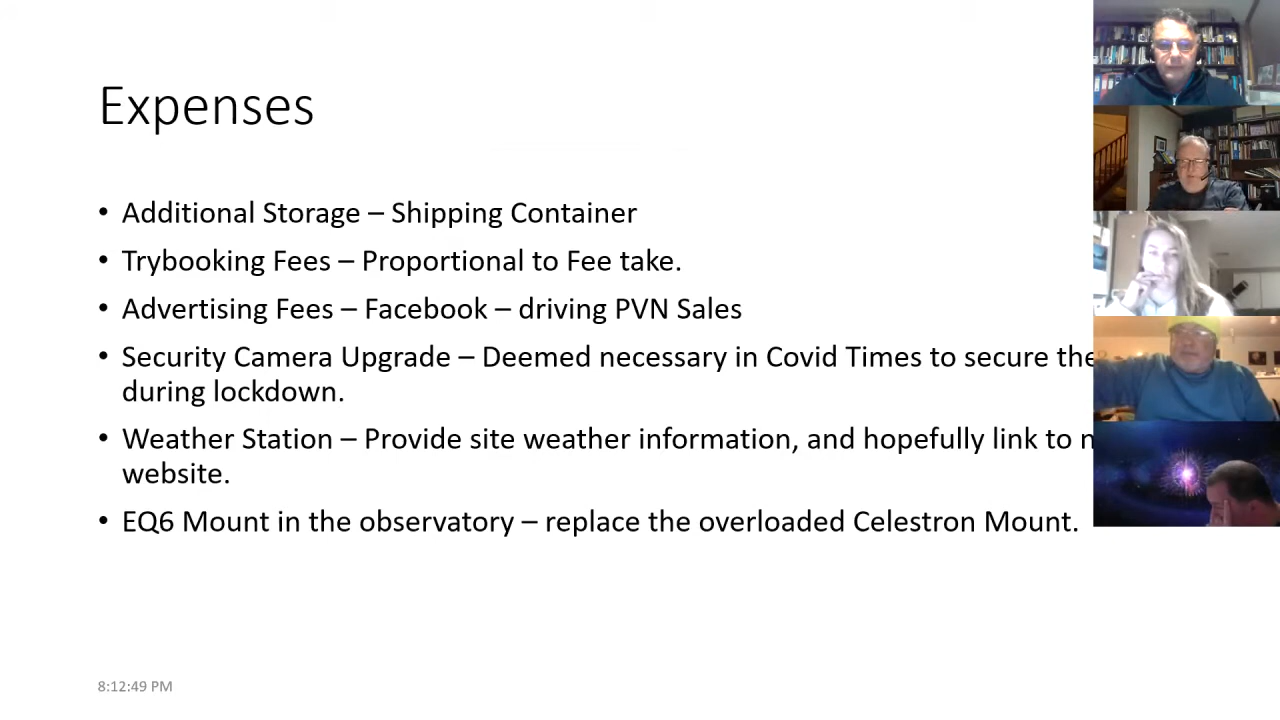 Expenses
• Additional Storage – Shipping Container
• Trybooking Fees – Proportional to Fee take.
• Advertising Fees – Facebook – driving PVN Sales
• Security Camera Upgrade – Deemed necessary in Covid Times to secure the
during lockdown.
• Weather Station – Provide site weather information, and hopefully link to
website.
• EQ6 Mount in the observatory – replace the overloaded Celestron Mount.
8:12:49 PM